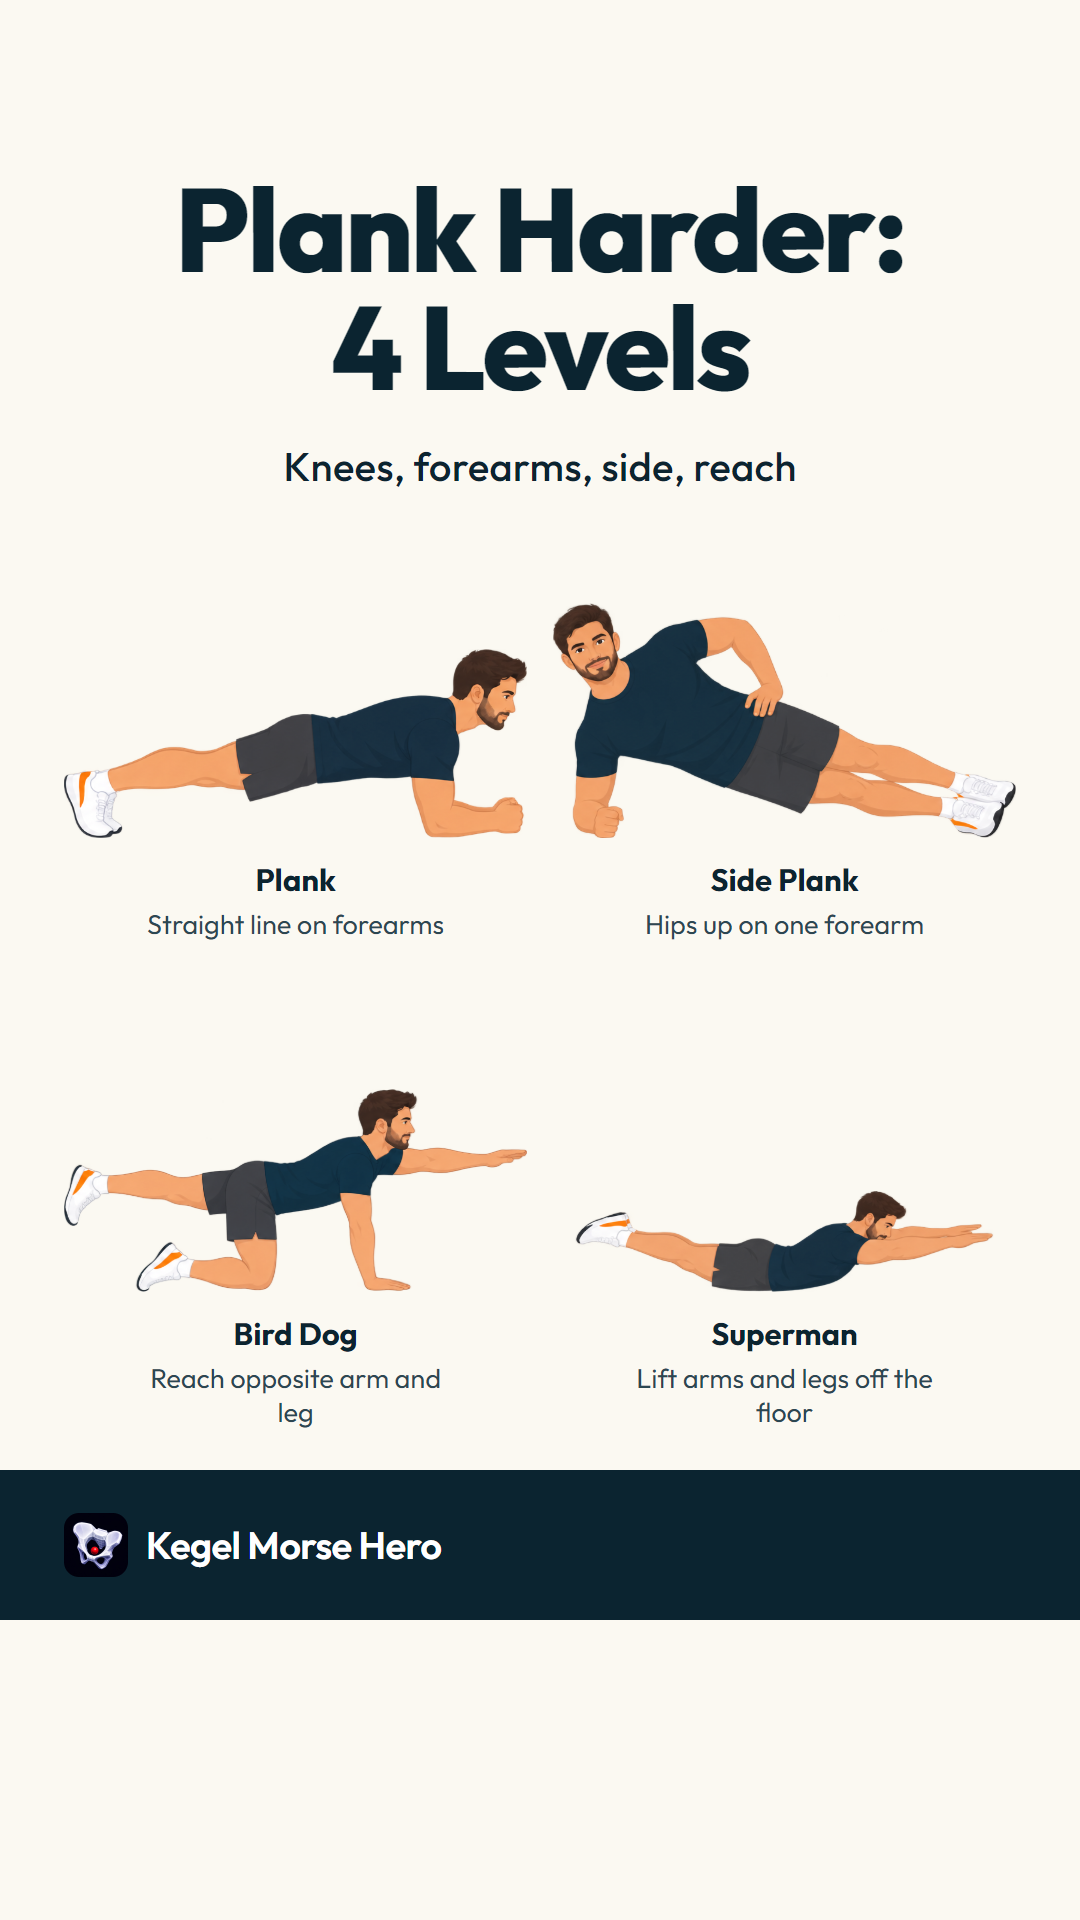 Plank Harder:
4 Levels
Knees, forearms, side, reach
Plank
Straight line on forearms
Side Plank
Hips up on one forearm
Bird Dog
Reach opposite arm and
leg
Superman
Lift arms and legs off the
floor
Kegel Morse Hero